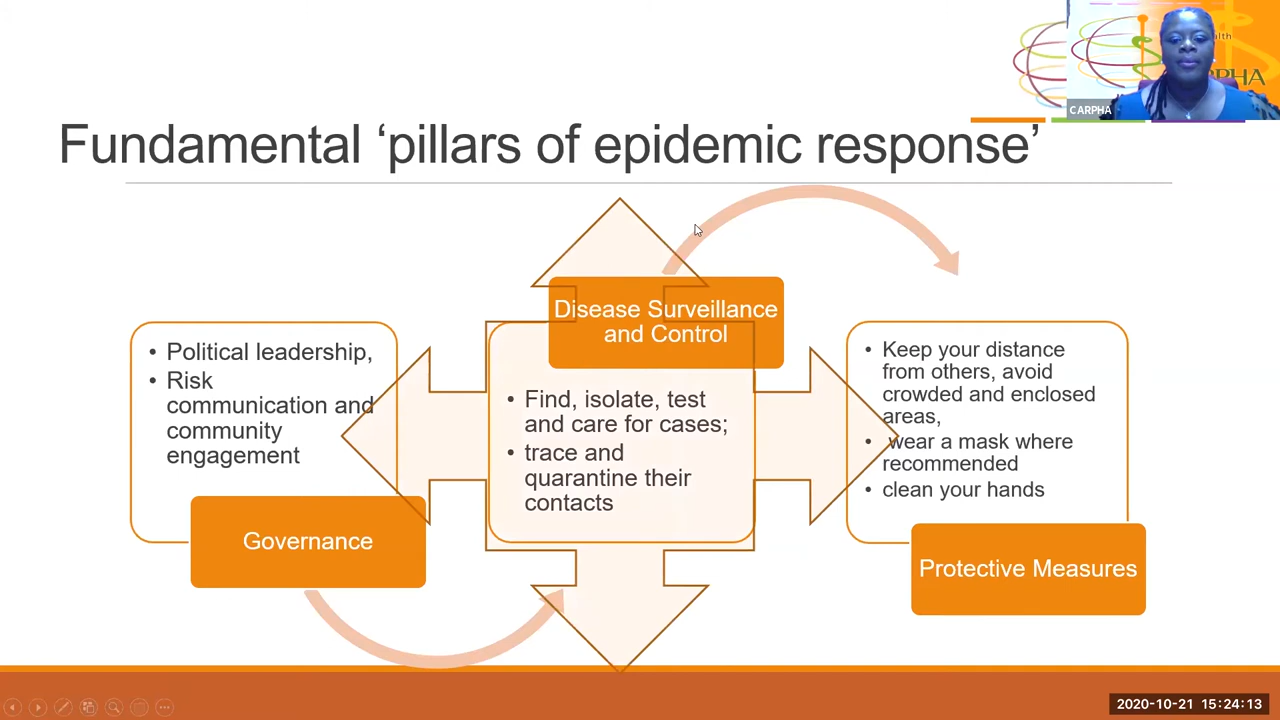 lth
RPHA
CARPHA
Fundamental ‘pillars of epidemic response’
Disease Surveillance
and Control
• Political leadership,
• Risk
communication and
community
engagement
Governance
• Find, isolate, test
and care for cases;
• trace and
quarantine their
contacts
• Keep your distance
from others, avoid
crowded and enclosed
areas,
• wear a mask where
recommended
• clean your hands
Protective Measures
2020-10-21 15:24:13